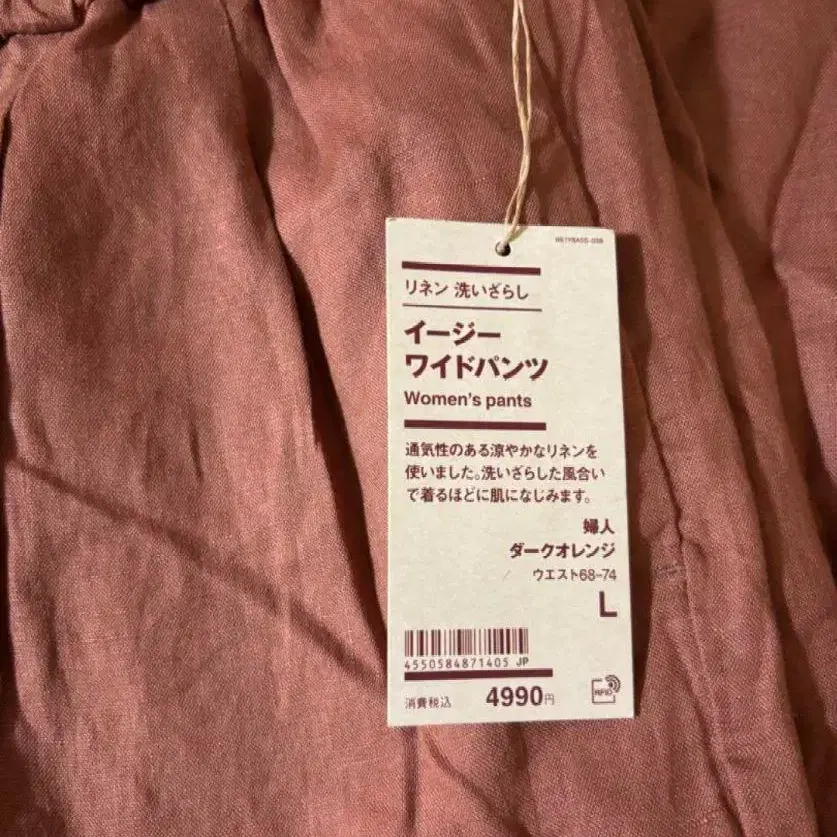 リネン 洗いざらし
イージー
ワイドパンツ
Women's pants
通気性のある涼やかなリネンを
使いました。洗いざらした風合い
で着るほどに肌になじみます。
婦人
ダークオレンジ
ウエスト68-74
L
4550584871405 JP
消費税込 4990円
RFID